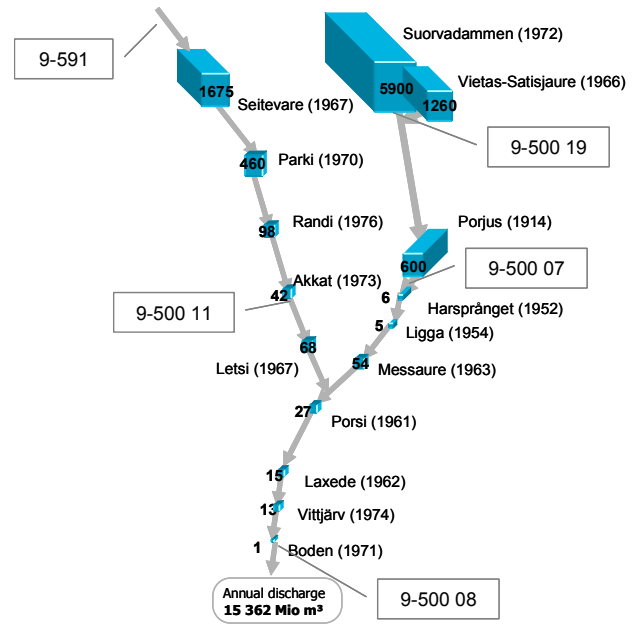 Suorvadammen (1972)
9-591
Vietas-Satisjaure (1966)
1675
5900
1260
Seitevare (1967)
9-500 19
460
Parki (1970)
98
Randi (1976)
Porjus (1914)
600
9-500 07
Akkat (1973)
42
6
Harsprånget (1952)
9-500 11
5
Ligga (1954)
68
Letsi (1967)
54
Messaure (1963)
27
Porsi (1961)
15
Laxede (1962)
13
Vittjärv (1974)
1
Boden (1971)
Annual discharge
15 362 Mio m³
9-500 08